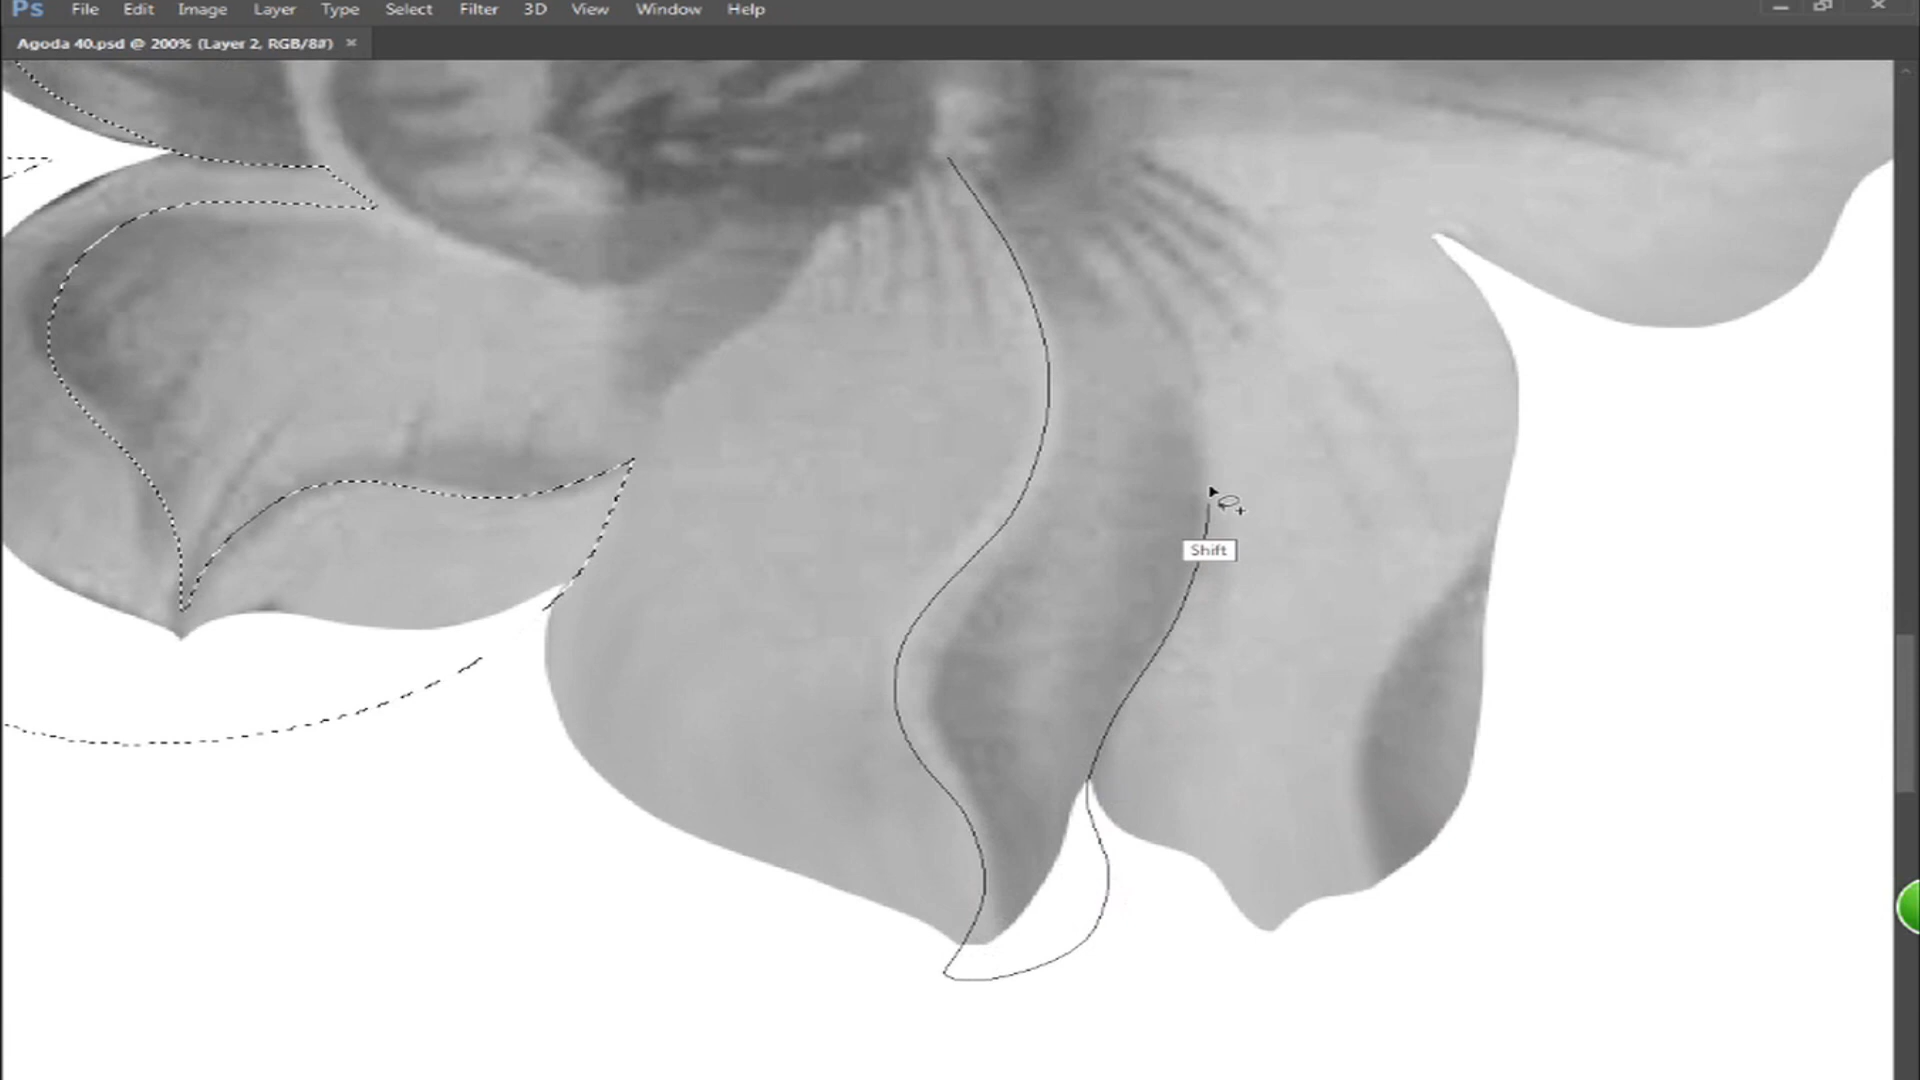 Ps File Edit Image Layer Type Select Filter 3D View Window Help
Agoda 40.psd @ 200% (Layer 2, RGB/8#) ×
Shift